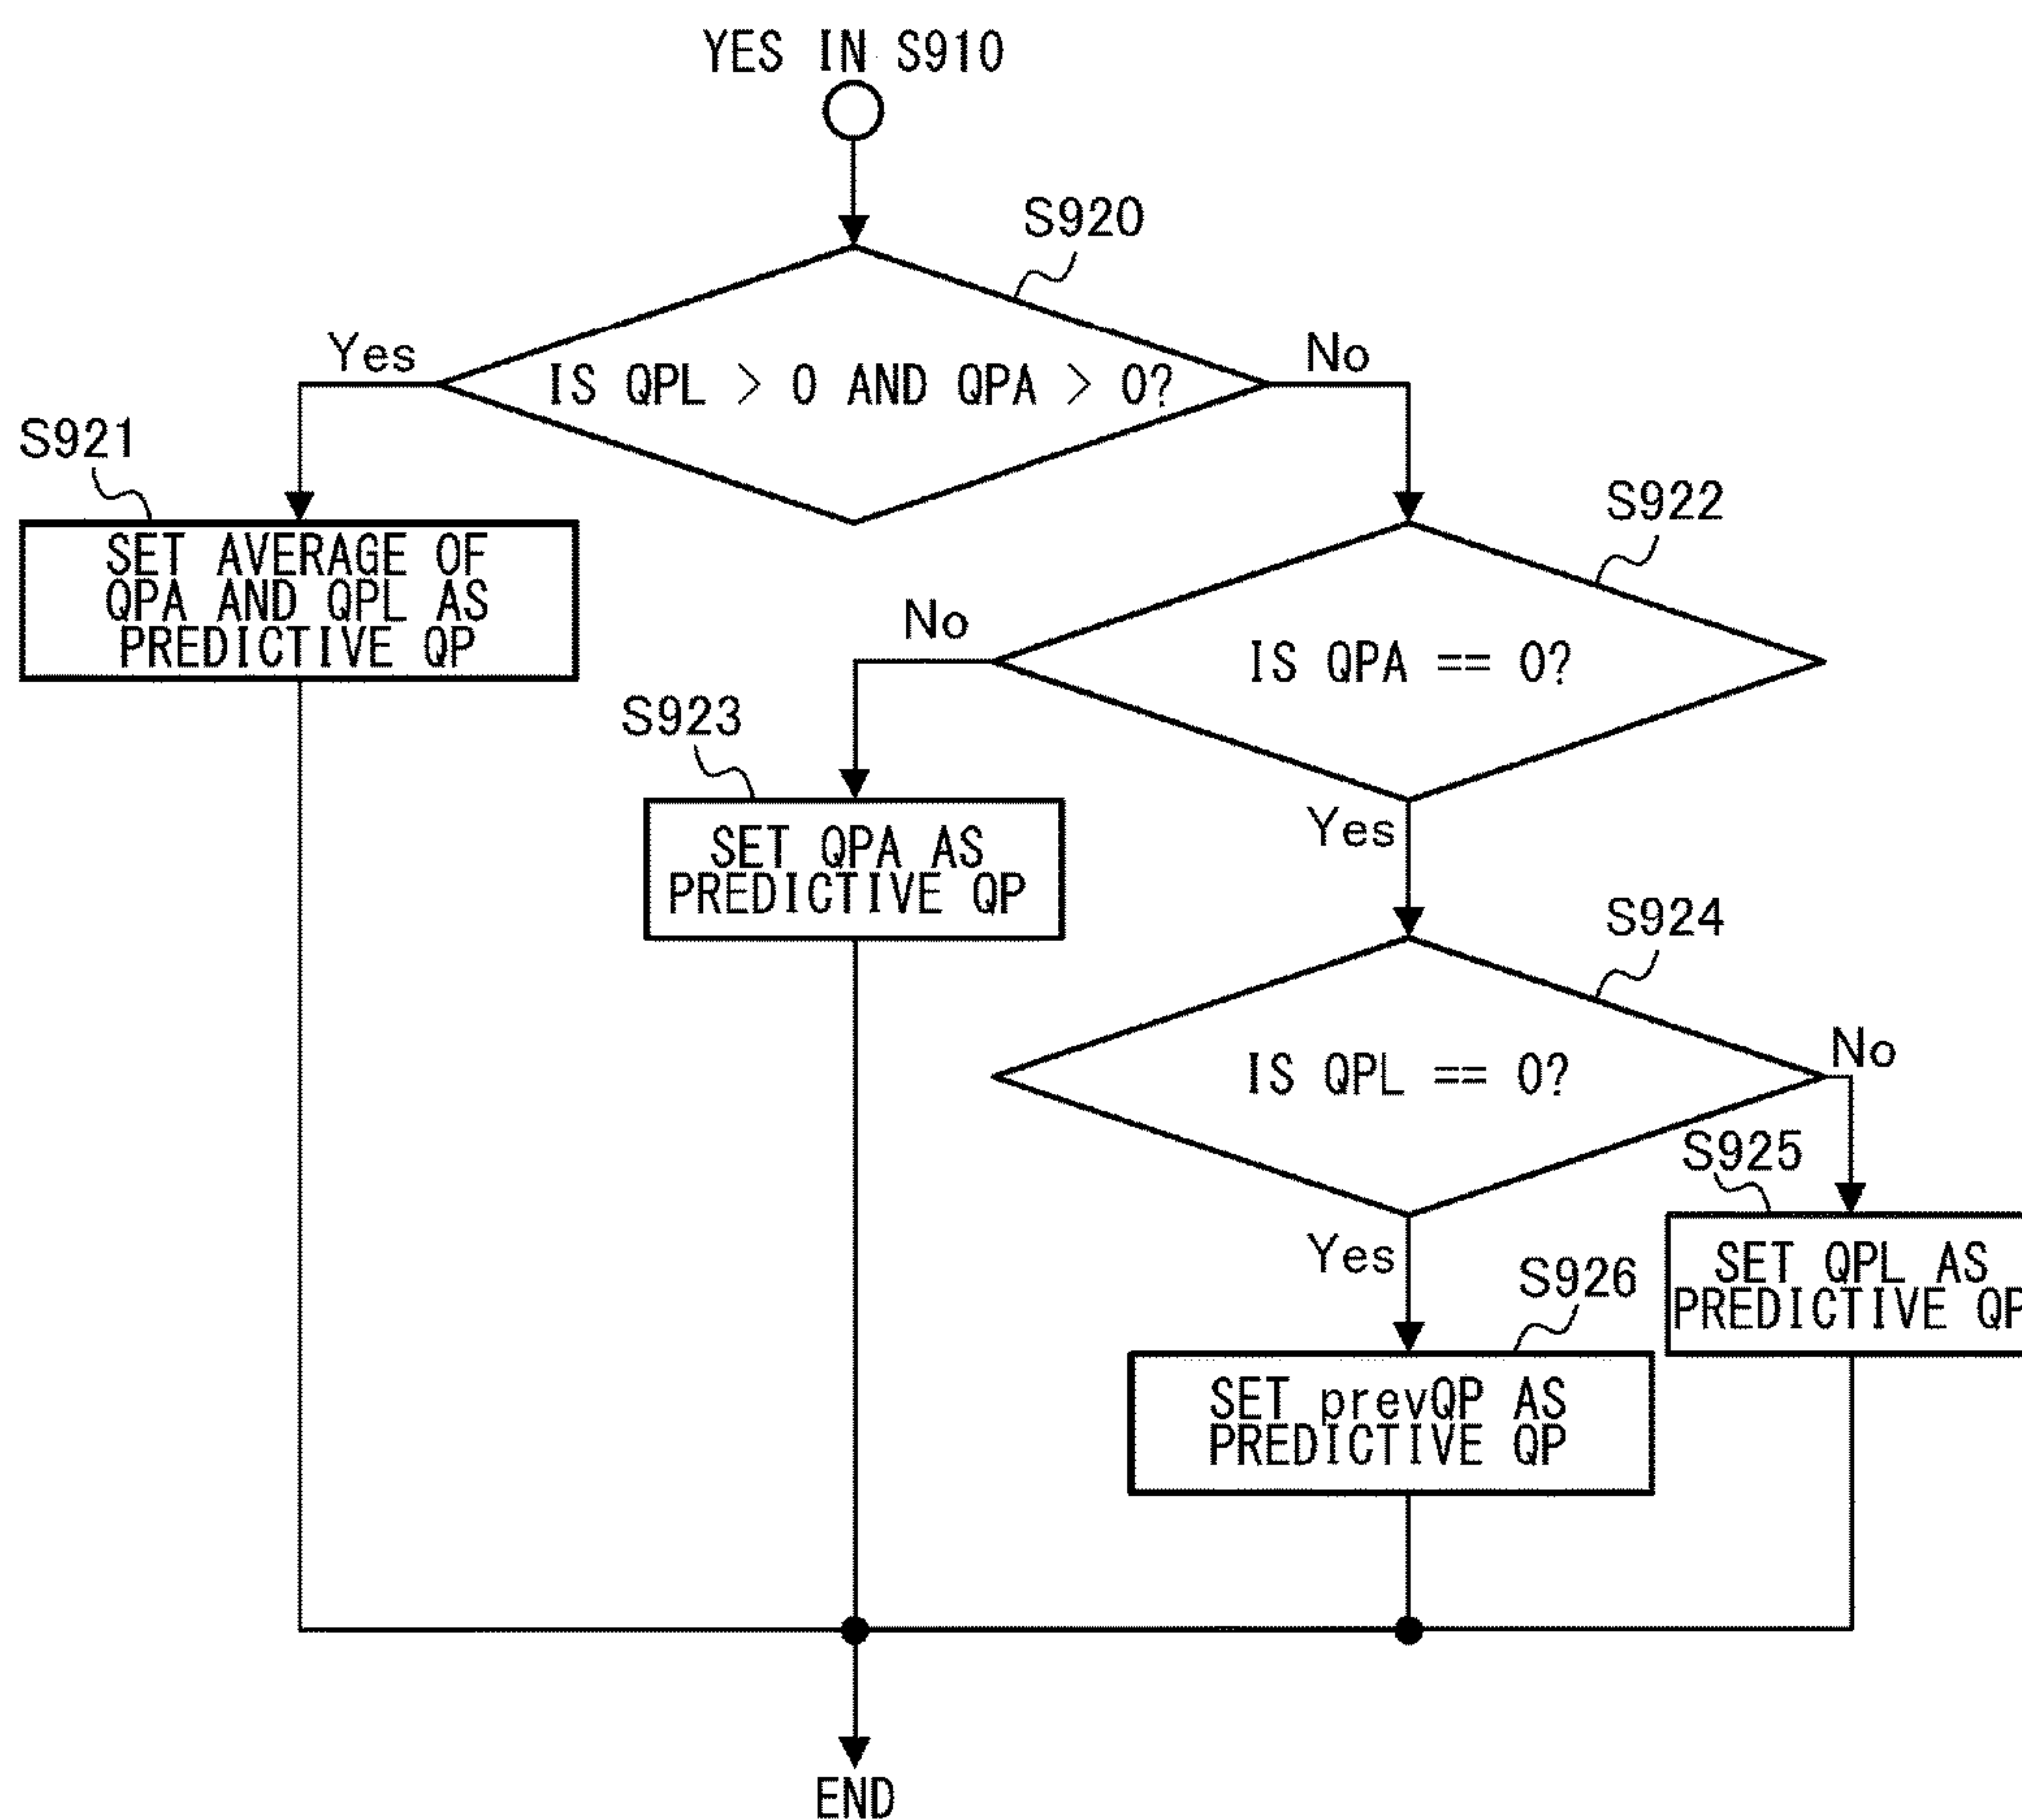 YES IN S910
S920
Yes
No
IS QPL > 0 AND QPA > 0?
S921
SET AVERAGE OF
QPA AND QPL AS
PREDICTIVE QP
S922
No
IS QPA == 0?
S923
SET QPA AS
PREDICTIVE QP
Yes
S924
IS QPL == 0?
No
S925
SET QPL AS
PREDICTIVE QP
Yes
S926
SET prevQP AS
PREDICTIVE QP
END